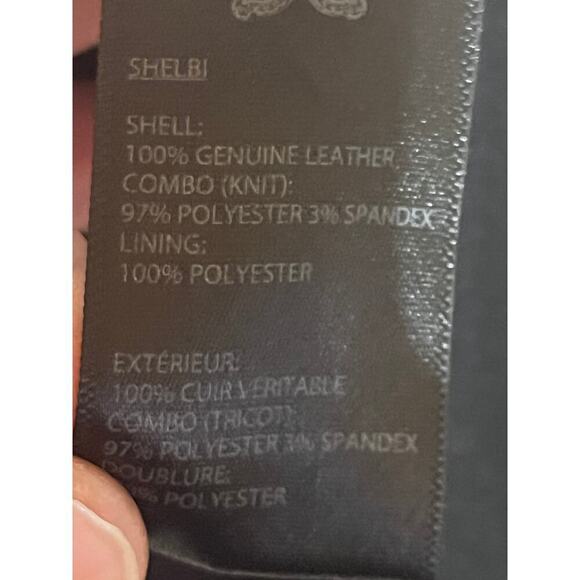 SHELBI
SHELL:
100% GENUINE LEATHER
COMBO (KNIT):
97% POLYESTER 3% SPANDEX
LINING:
100% POLYESTER
EXTÉRIEUR:
100% CUIR VERITABLE
COMBO (TRICOT):
97% POLYESTER 3% SPANDEX
DOUBLURE:
POLYESTER